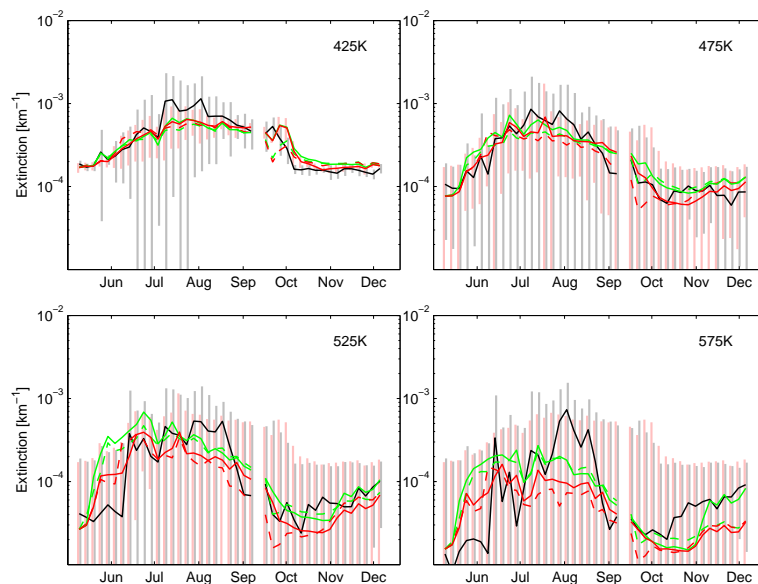 10^−2
10^−3
10^−4
Extinction [km^−1]
425K
Jun Jul Aug Sep Oct Nov Dec
10^−2
10^−3
10^−4
475K
Jun Jul Aug Sep Oct Nov Dec
10^−2
10^−3
10^−4
Extinction [km^−1]
525K
Jun Jul Aug Sep Oct Nov Dec
10^−2
10^−3
10^−4
575K
Jun Jul Aug Sep Oct Nov Dec